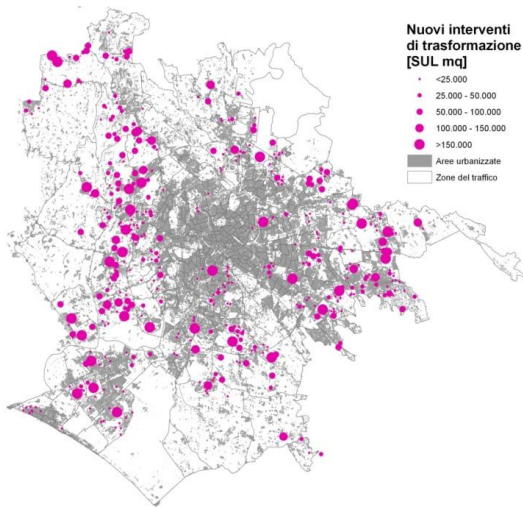 Nuovi interventi
di trasformazione
[SUL mq]
<25.000
25.000 - 50.000
50.000 - 100.000
100.000 - 150.000
>150.000
Aree urbanizzate
Zone del traffico